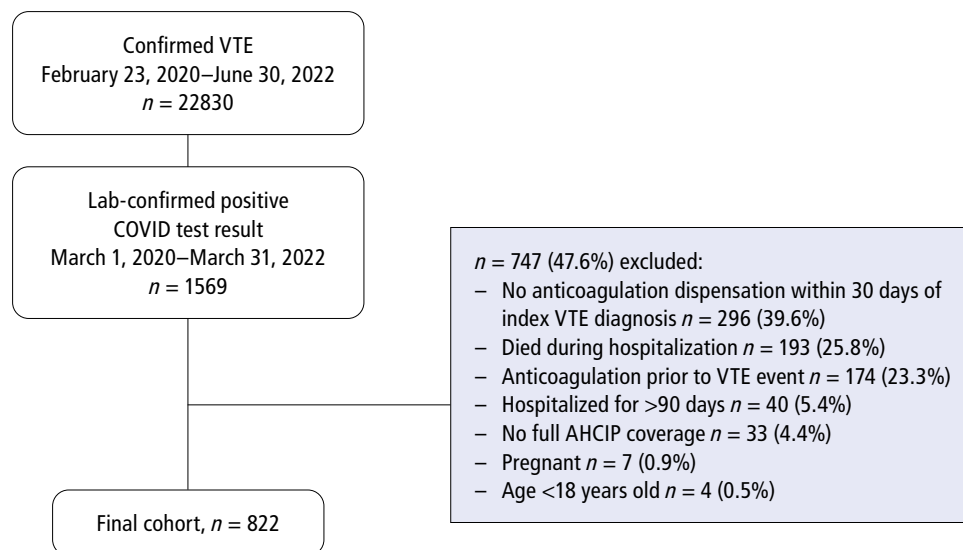 Confirmed VTE
February 23, 2020–June 30, 2022
n = 22830
Lab-confirmed positive
COVID test result
March 1, 2020–March 31, 2022
n = 1569
n = 747 (47.6%) excluded:
– No anticoagulation dispensation within 30 days of
index VTE diagnosis n = 296 (39.6%)
– Died during hospitalization n = 193 (25.8%)
– Anticoagulation prior to VTE event n = 174 (23.3%)
– Hospitalized for >90 days n = 40 (5.4%)
– No full AHCIP coverage n = 33 (4.4%)
– Pregnant n = 7 (0.9%)
– Age <18 years old n = 4 (0.5%)
Final cohort, n = 822